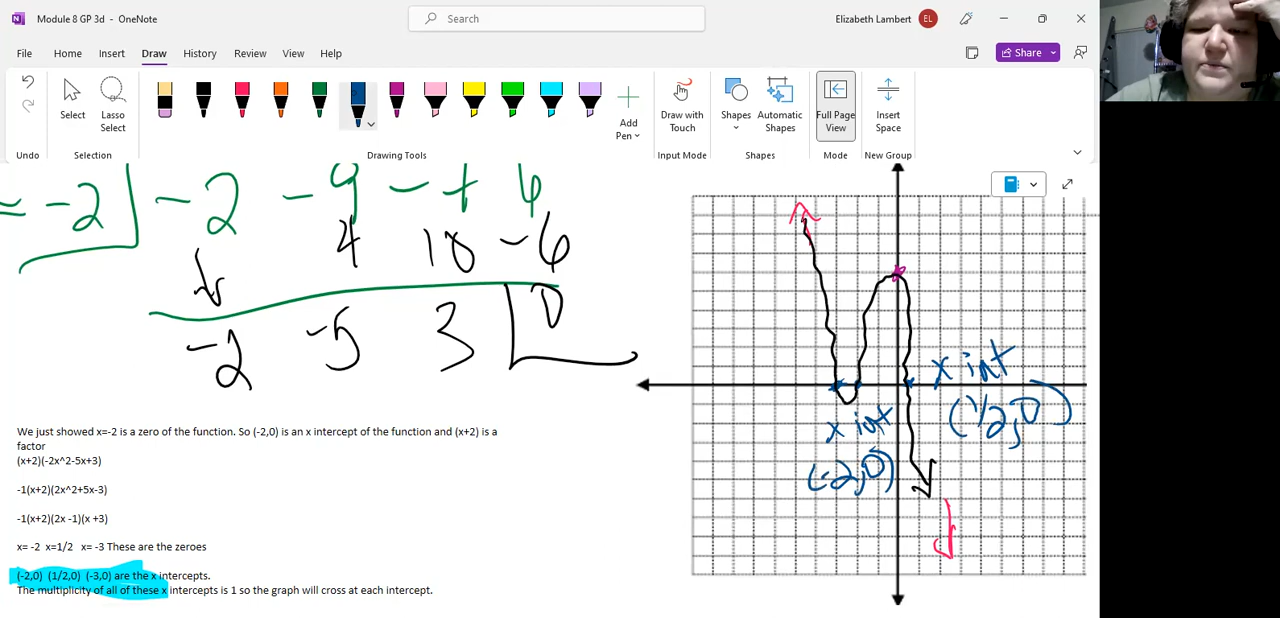 Module 8 GP 3d - OneNote
Search
Elizabeth Lambert
EL
File Home Insert Draw History Review View Help
Share
Undo
Select
Lasso Select
Add Pen
Draw with Touch
Shapes
Automatic Shapes
Full Page View
Insert Space
Selection
Drawing Tools
Input Mode
Shapes
Mode
New Group
= -2 -2 -9 -+ 6
4 10 -6
-2 -5 3 0
x int
(1/2,0)
x int
(-2,0)
We just showed x=-2 is a zero of the function. So (-2,0) is an x intercept of the function and (x+2) is a
factor
(x+2)(-2x^2-5x+3)
-1(x+2)(2x^2+5x-3)
-1(x+2)(2x -1)(x +3)
x= -2 x=1/2 x= -3 These are the zeroes
(-2,0) (1/2,0) (-3,0) are the x intercepts.
The multiplicity of all of these x intercepts is 1 so the graph will cross at each intercept.